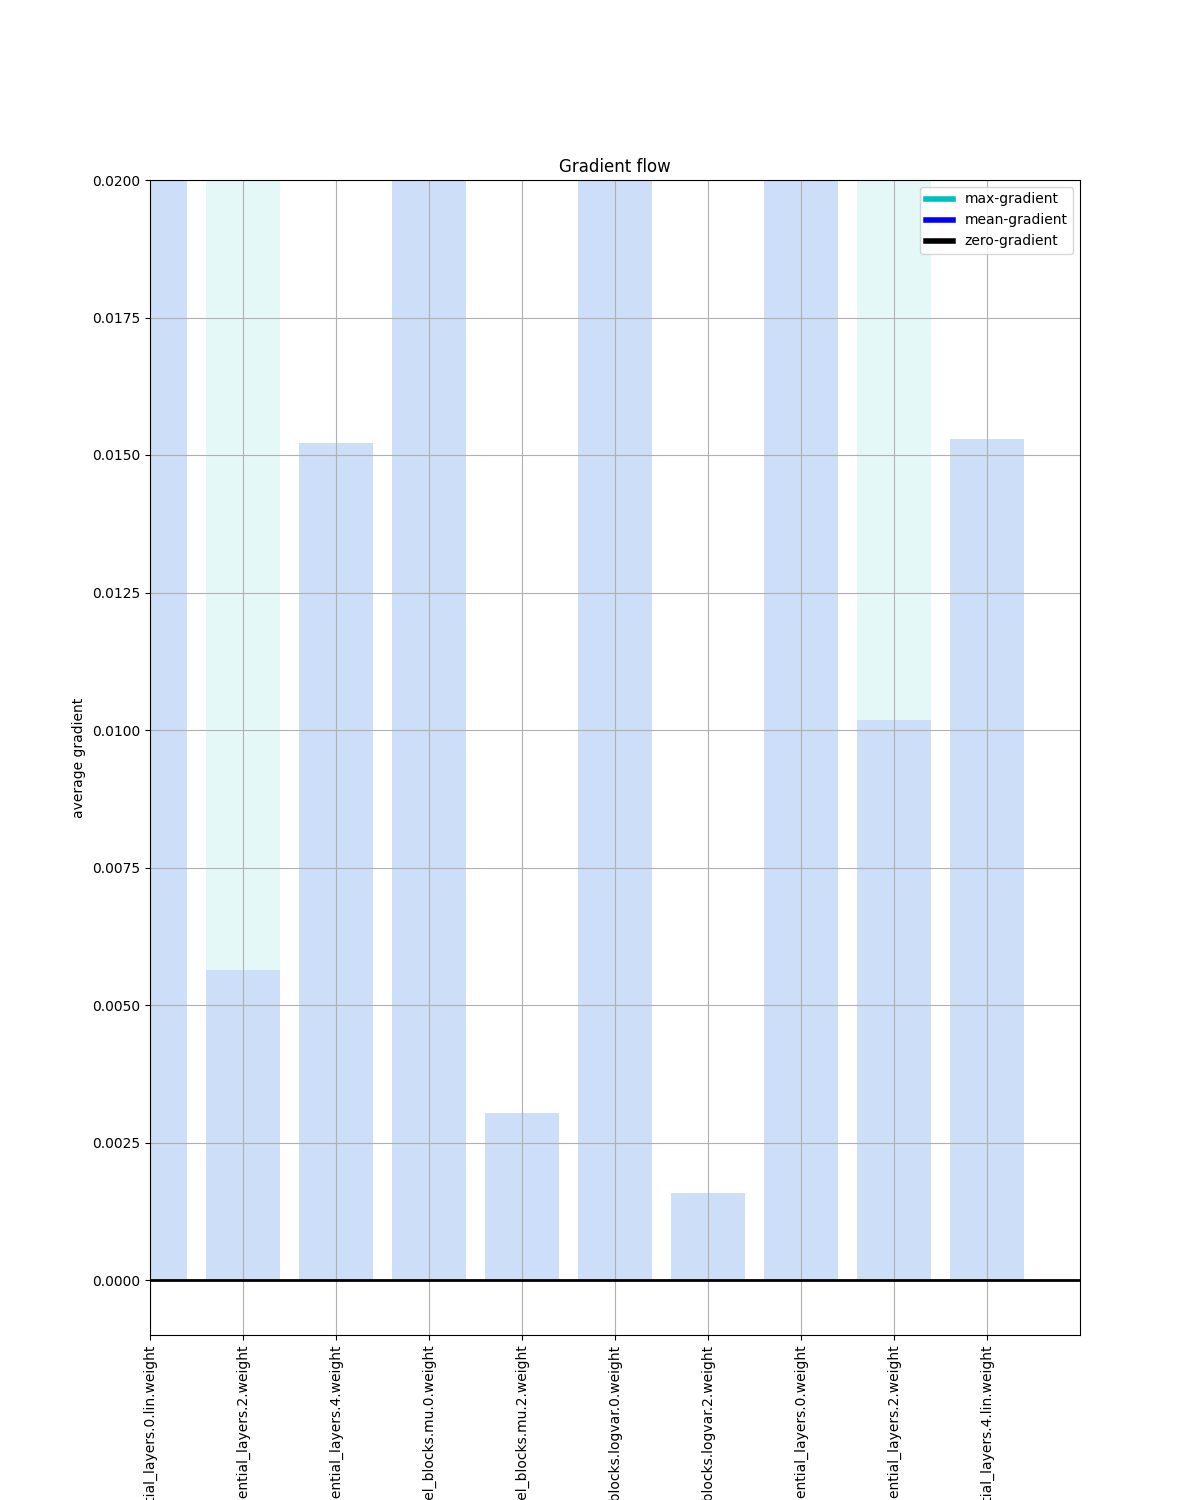 Gradient flow
max-gradient
mean-gradient
zero-gradient
0.0200
0.0175
0.0150
0.0125
0.0100
0.0075
0.0050
0.0025
0.0000
average gradient
tial_layers.0.lin.weight
ential_layers.2.weight
ential_layers.4.weight
el_blocks.mu.0.weight
el_blocks.mu.2.weight
blocks.logvar.0.weight
blocks.logvar.2.weight
ential_layers.0.weight
ential_layers.2.weight
tial_layers.4.lin.weight